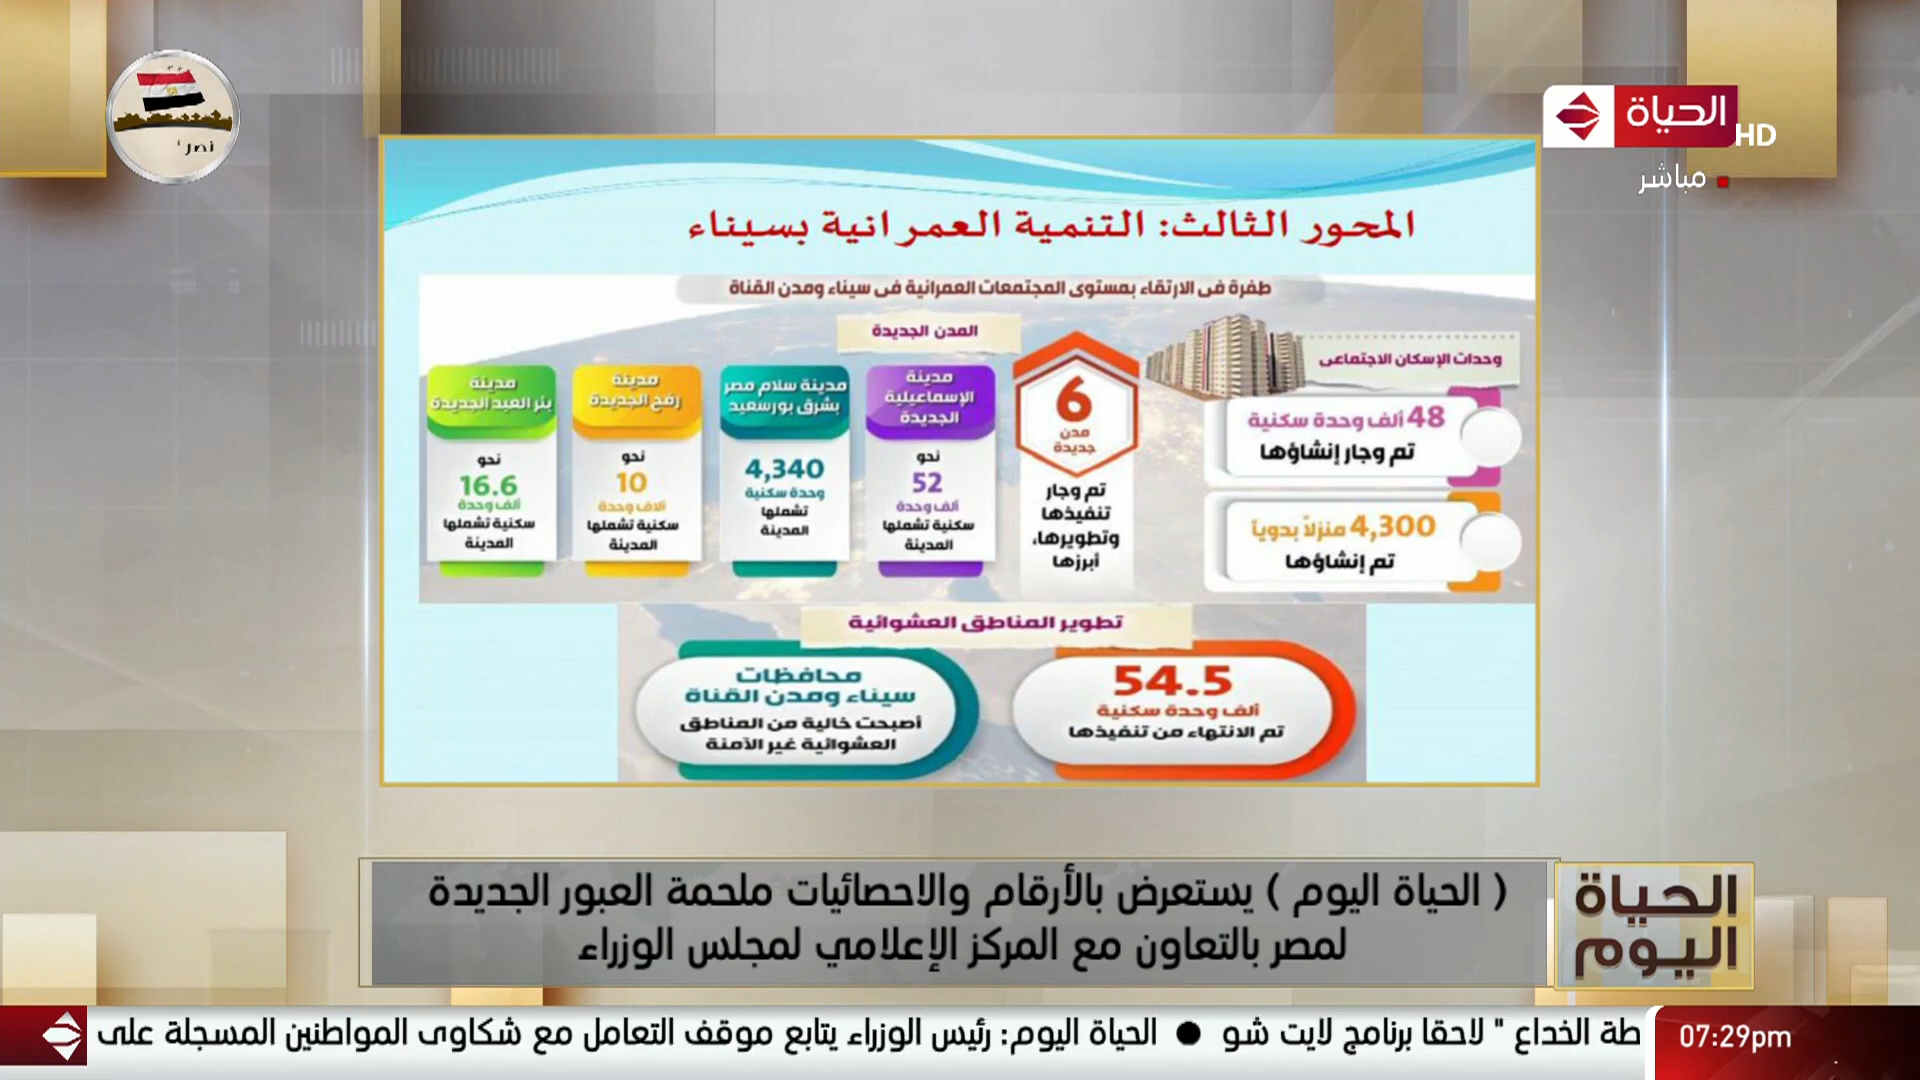 الحياة
HD
مباشر
المحور الثالث: التنمية العمرانية بسيناء
طفرة فى الارتقاء بمستوى المجتمعات العمرانية فى سيناء ومدن القناة
وحدات الإسكان الاجتماعى
48 ألف وحدة سكنية
تم وجار إنشاؤها
4,300 منزلاً بدوياً
تم إنشاؤها
المدن الجديدة
6
مدن
جديدة
تم وجار
تنفيذها
وتطويرها،
أبرزها
مدينة
الإسماعيلية
الجديدة
نحو
52
ألف وحدة
سكنية تشملها
المدينة
مدينة سلام مصر
بشرق بورسعيد
4,340
وحدة سكنية
تشملها
المدينة
مدينة
رفح الجديدة
نحو
10
آلاف وحدة
سكنية تشملها
المدينة
مدينة
بئر العبد الجديدة
نحو
16.6
ألف وحدة
سكنية تشملها
المدينة
تطوير المناطق العشوائية
54.5
ألف وحدة سكنية
تم الانتهاء من تنفيذها
محافظات
سيناء ومدن القناة
أصبحت خالية من المناطق
العشوائية غير الآمنة
الحياة
اليوم
( الحياة اليوم ) يستعرض بالأرقام والاحصائيات ملحمة العبور الجديدة
لمصر بالتعاون مع المركز الإعلامي لمجلس الوزراء
07:29pm
طة الخداع " لاحقا برنامج لايت شو ● الحياة اليوم: رئيس الوزراء يتابع موقف التعامل مع شكاوى المواطنين المسجلة على